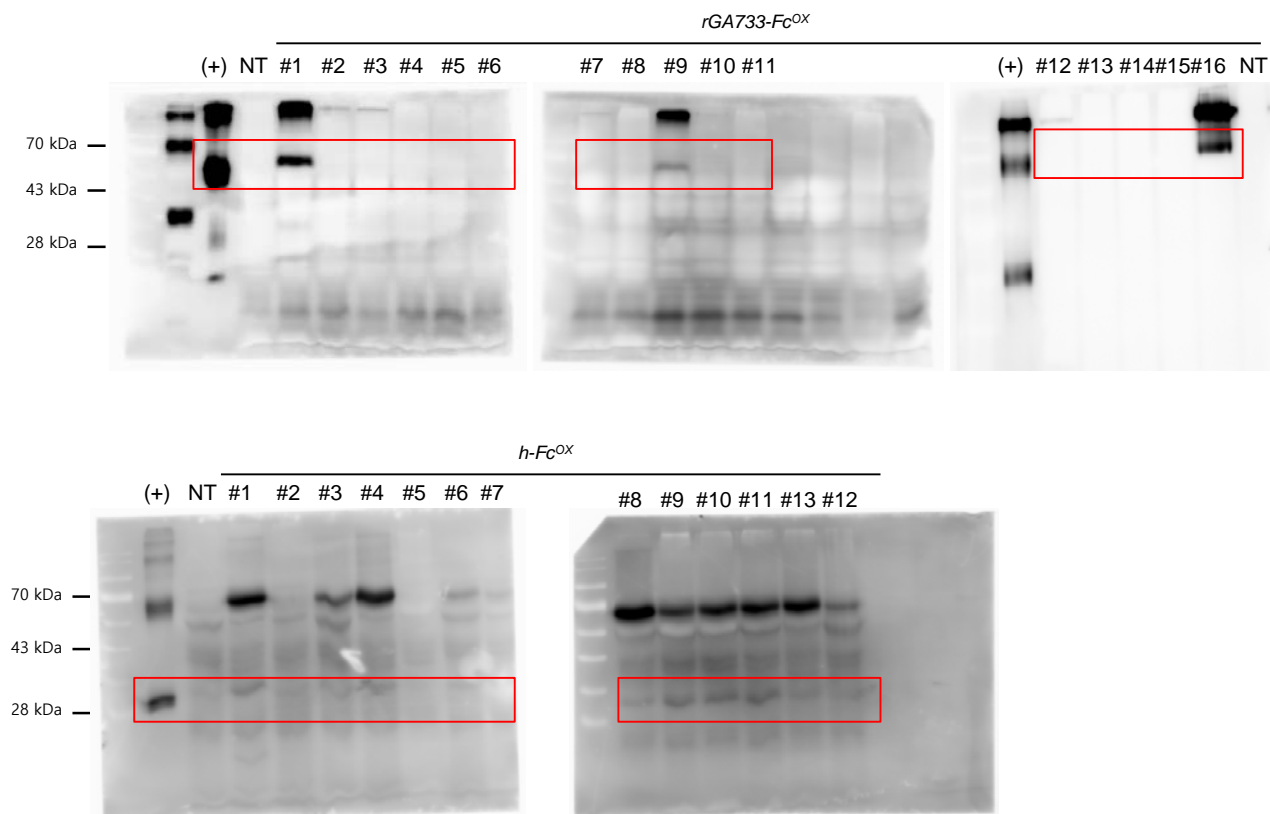 rGA733-Fc^OX
(+) NT #1 #2 #3 #4 #5 #6 #7 #8 #9 #10 #11 (+) #12 #13 #14 #15 #16 NT
70 kDa
43 kDa
28 kDa
h-Fc^OX
(+) NT #1 #2 #3 #4 #5 #6 #7 #8 #9 #10 #11 #13 #12
70 kDa
43 kDa
28 kDa